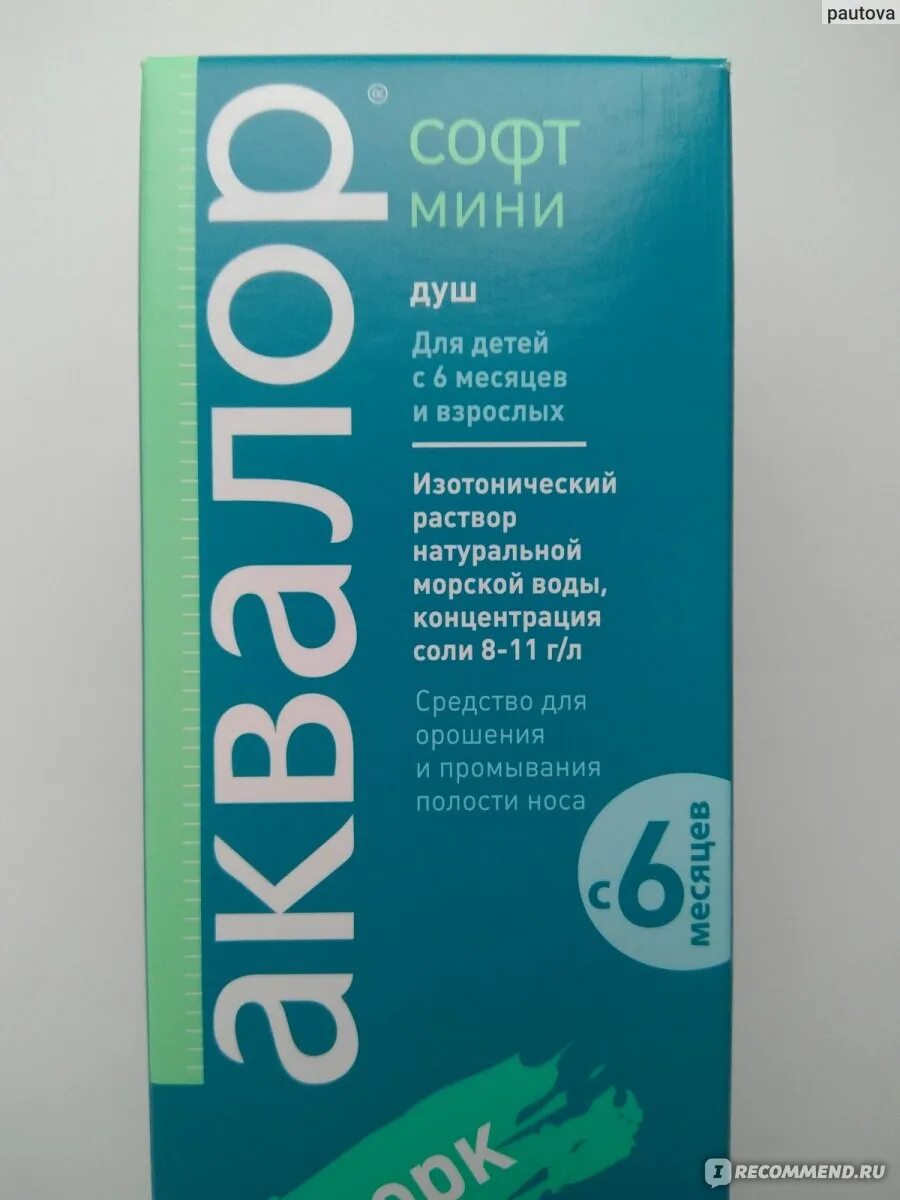 pautova
аквалор®
софт
мини
душ
Для детей
с 6 месяцев
и взрослых
Изотонический
раствор
натуральной
морской воды,
концентрация
соли 8-11 г/л
Средство для
орошения
и промывания
полости носа
с 6 месяцев
IRECOMMEND.RU